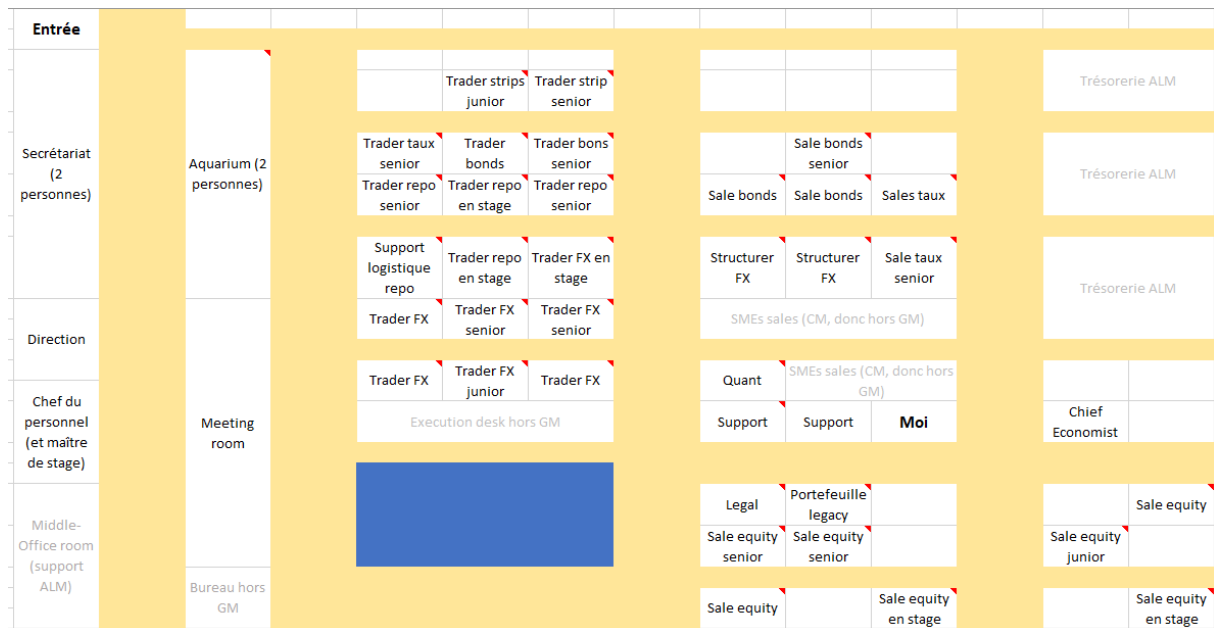 Entrée
Trader strips
junior
Trader strip
senior
Trésorerie ALM
Secrétariat
(2
personnes)
Aquarium (2
personnes)
Trader taux
senior
Trader
bonds
Trader bons
senior
Sale bonds
senior
Trésorerie ALM
Trader repo
senior
Trader repo
en stage
Trader repo
senior
Sale bonds
Sale bonds
Sales taux
Support
logistique
repo
Trader repo
en stage
Trader FX en
stage
Structurer
FX
Structurer
FX
Sale taux
senior
Trésorerie ALM
Direction
Trader FX
Trader FX
senior
Trader FX
senior
SMEs sales (CM, donc hors GM)
Chef du
personnel
(et maître
de stage)
Meeting
room
Trader FX
Trader FX
junior
Trader FX
Quant
SMEs sales (CM, donc hors
GM)
Execution desk hors GM
Support
Support
Moi
Chief
Economist
Middle-
Office room
(support
ALM)
Legal
Portefeuille
legacy
Sale equity
Sale equity
senior
Sale equity
senior
Sale equity
junior
Bureau hors
GM
Sale equity
Sale equity
en stage
Sale equity
en stage